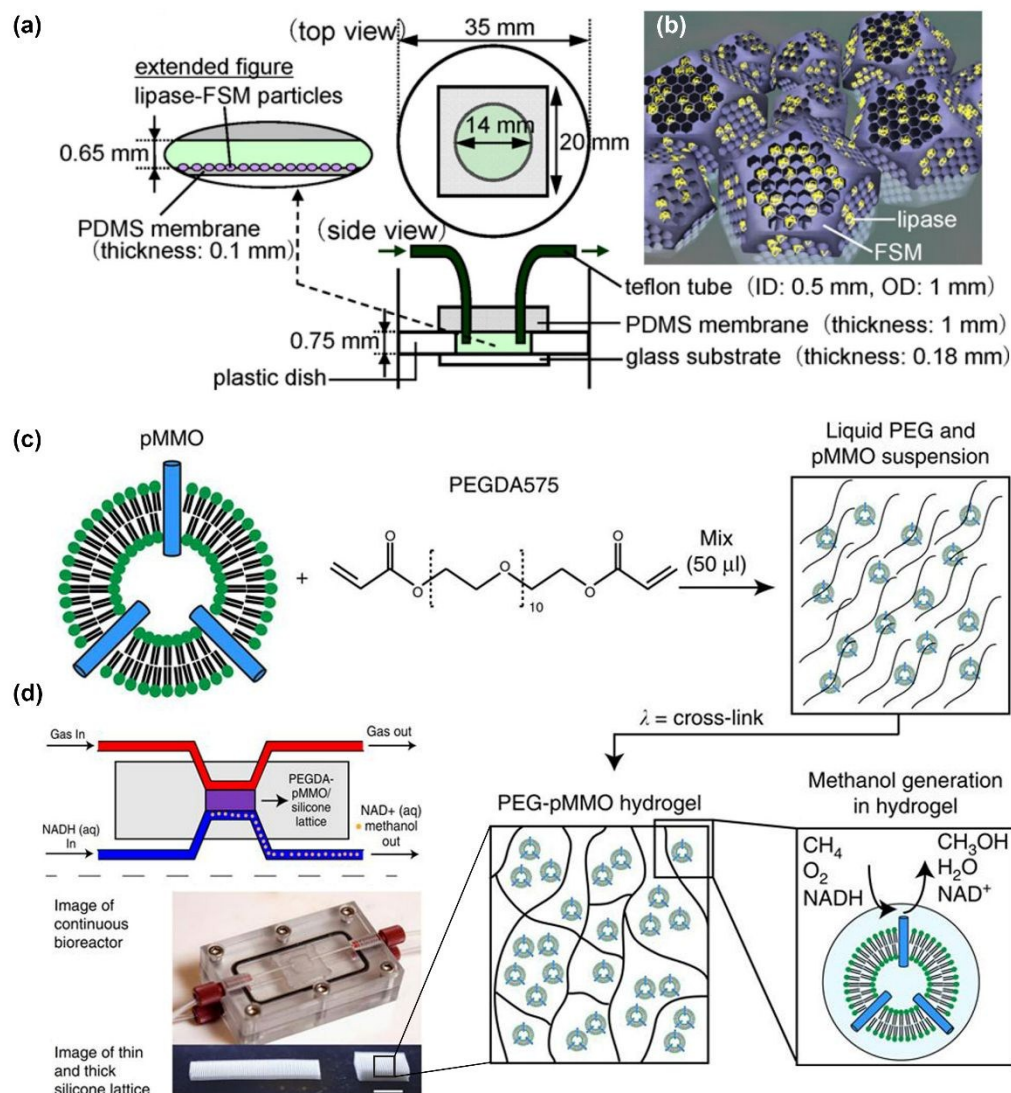 (a)
(top view)
35 mm
extended figure
lipase-FSM particles
0.65 mm
14 mm
20 mm
PDMS membrane
(thickness: 0.1 mm)
(side view)
0.75 mm
plastic dish
teflon tube (ID: 0.5 mm, OD: 1 mm)
PDMS membrane (thickness: 1 mm)
glass substrate (thickness: 0.18 mm)
(b)
lipase
FSM
(c)
pMMO
+
PEGDA575
O
O
O
O
O
10
Mix
(50 µl)
Liquid PEG and
pMMO suspension
λ = cross-link
PEG-pMMO hydrogel
Methanol generation
in hydrogel
CH4
O2
NADH
CH3OH
H2O
NAD+
(d)
Gas In
Gas out
PEGDA-
pMMO/
silicone
lattice
NADH (aq)
In
NAD+ (aq)
methanol
out
Image of
continuous
bioreactor
Image of thin
and thick
silicone lattice